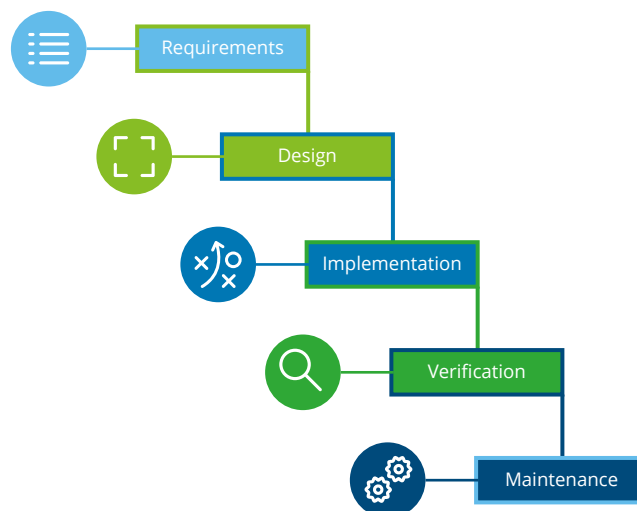 Requirements
Design
Implementation
Verification
Maintenance